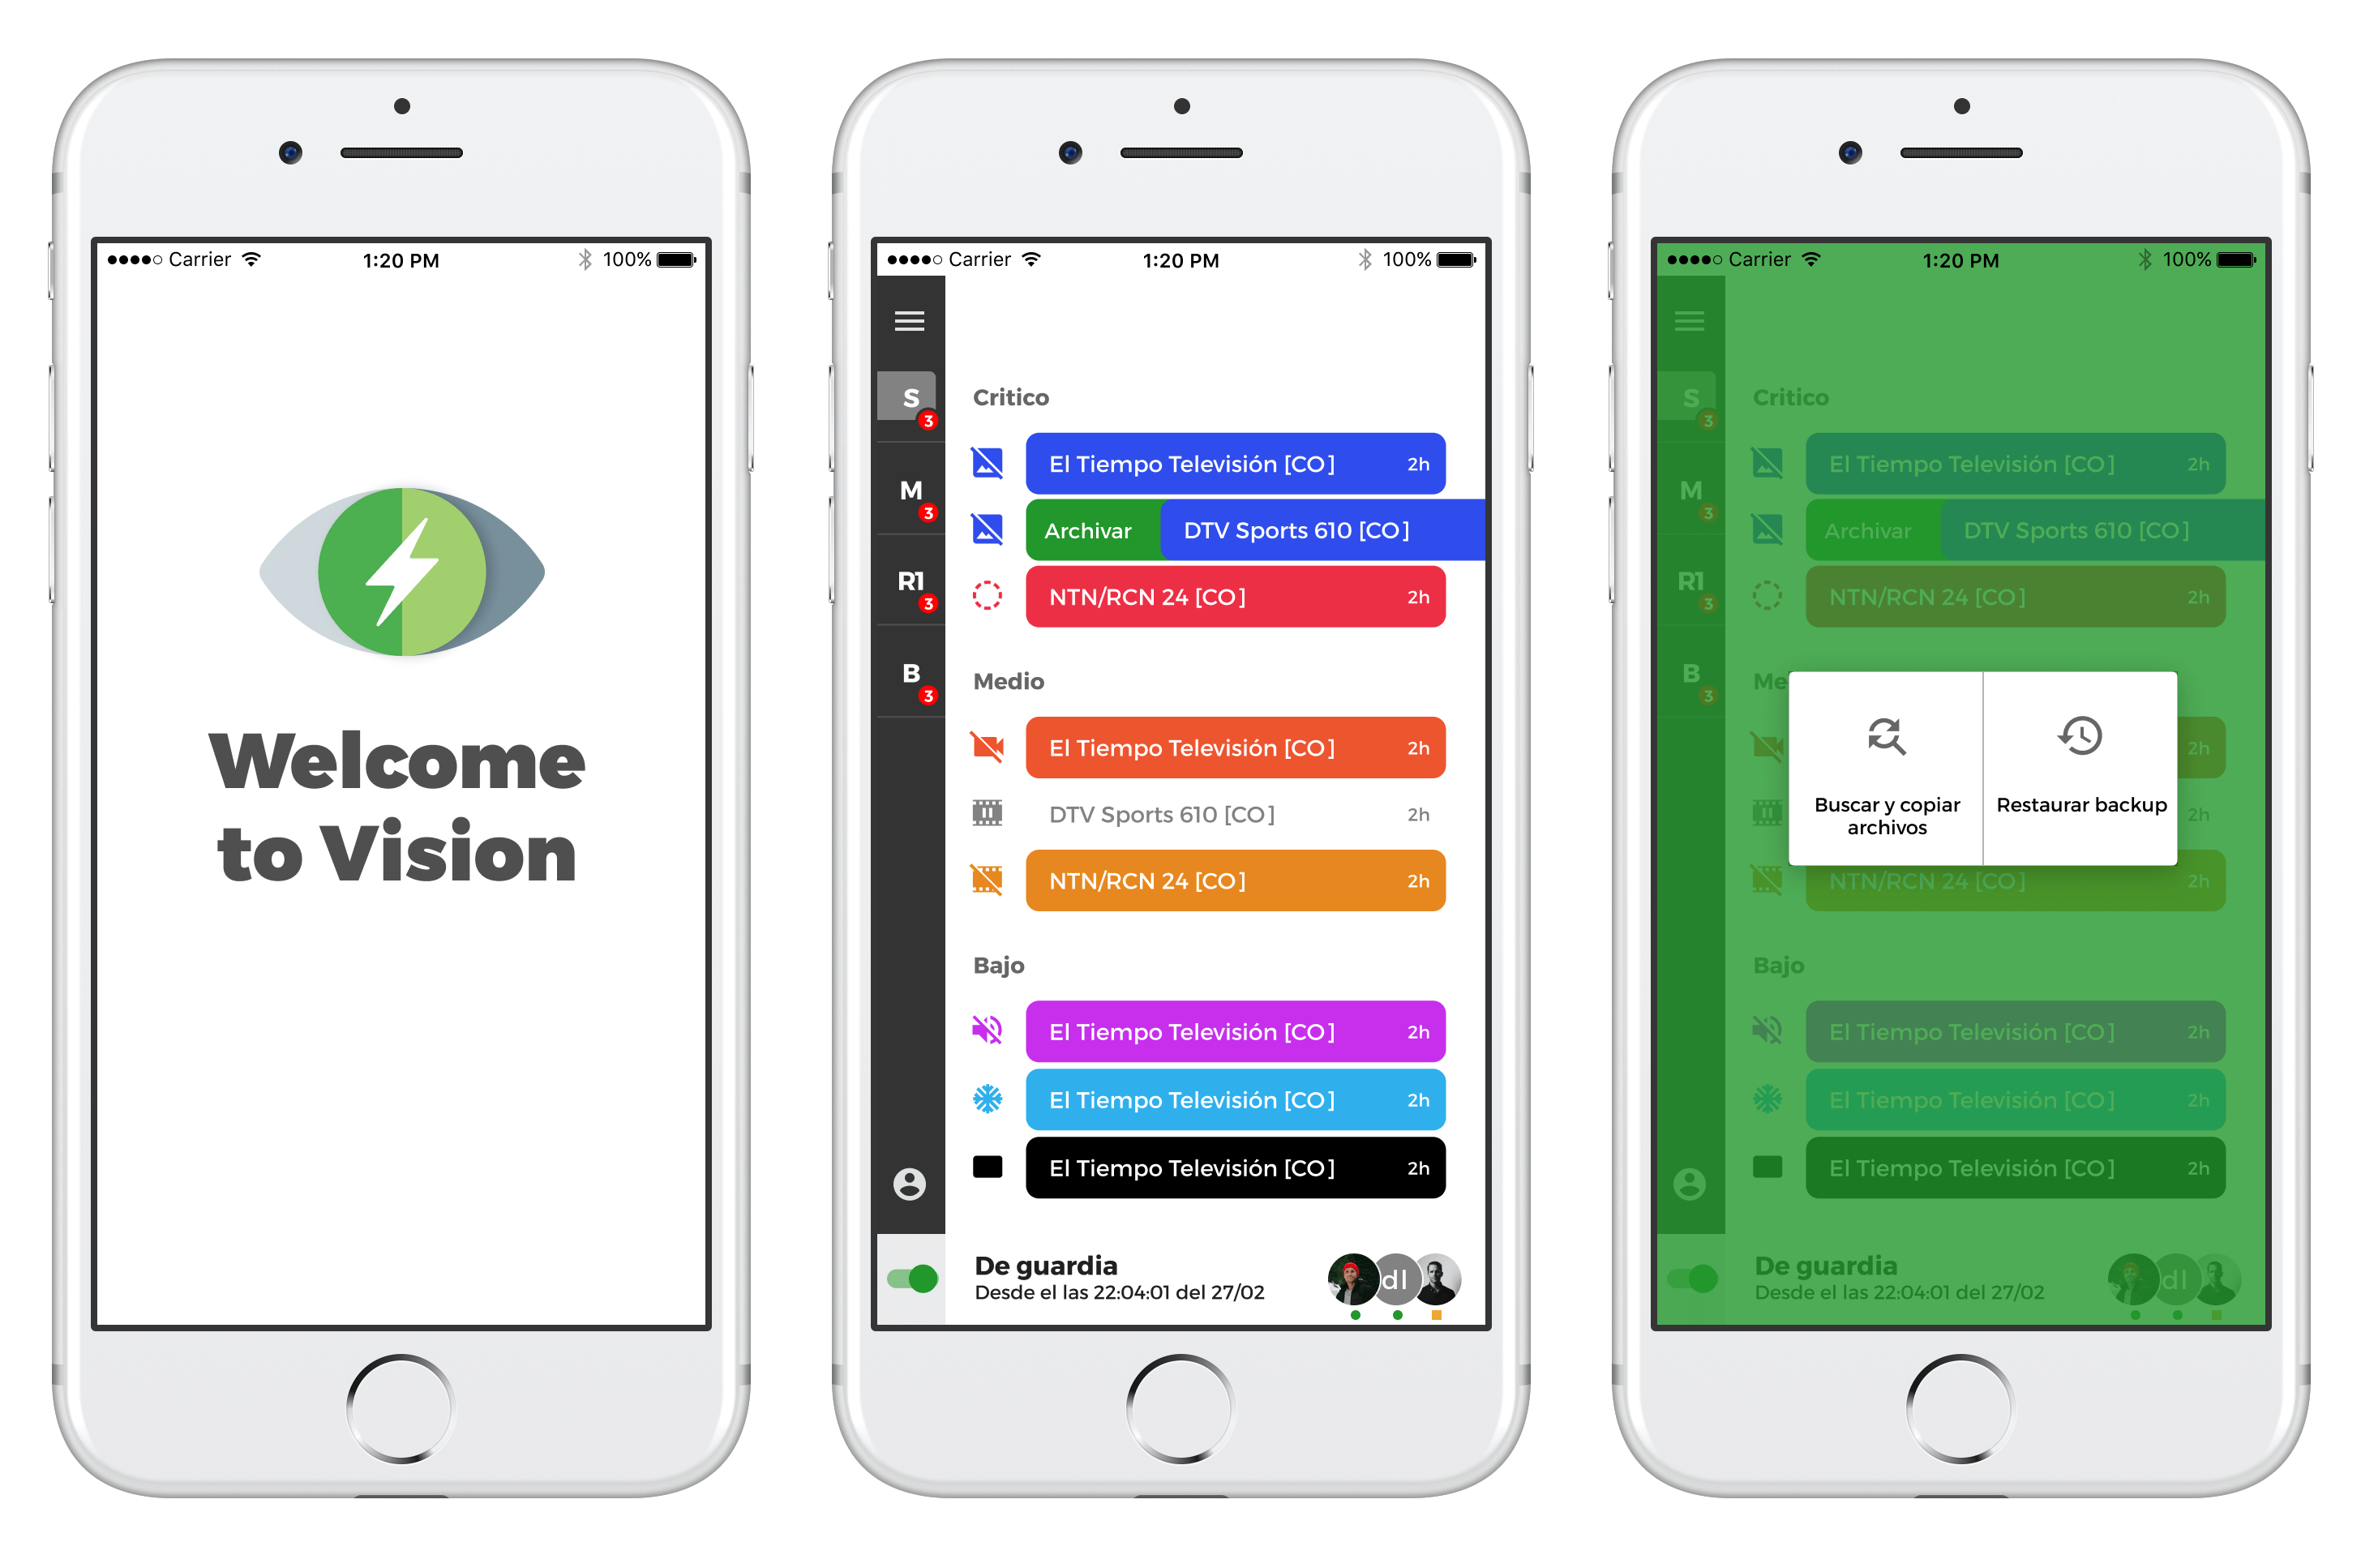 Carrier 1:20 PM 100%
Welcome
to Vision
Carrier 1:20 PM 100%
S
3
M
3
R1
3
B
3
Critico
El Tiempo Televisión [CO] 2h
Archivar DTV Sports 610 [CO]
NTN/RCN 24 [CO] 2h
Medio
El Tiempo Televisión [CO] 2h
DTV Sports 610 [CO] 2h
NTN/RCN 24 [CO] 2h
Bajo
El Tiempo Televisión [CO] 2h
El Tiempo Televisión [CO] 2h
El Tiempo Televisión [CO] 2h
De guardia
Desde el las 22:04:01 del 27/02
dl
Carrier 1:20 PM 100%
S
3
M
3
R1
3
B
3
Critico
El Tiempo Televisión [CO] 2h
Archivar DTV Sports 610 [CO]
NTN/RCN 24 [CO] 2h
Me
2h
Buscar y copiar
archivos
Restaurar backup
2h
NTN/RCN 24 [CO] 2h
Bajo
El Tiempo Televisión [CO] 2h
El Tiempo Televisión [CO] 2h
El Tiempo Televisión [CO] 2h
De guardia
Desde el las 22:04:01 del 27/02
dl